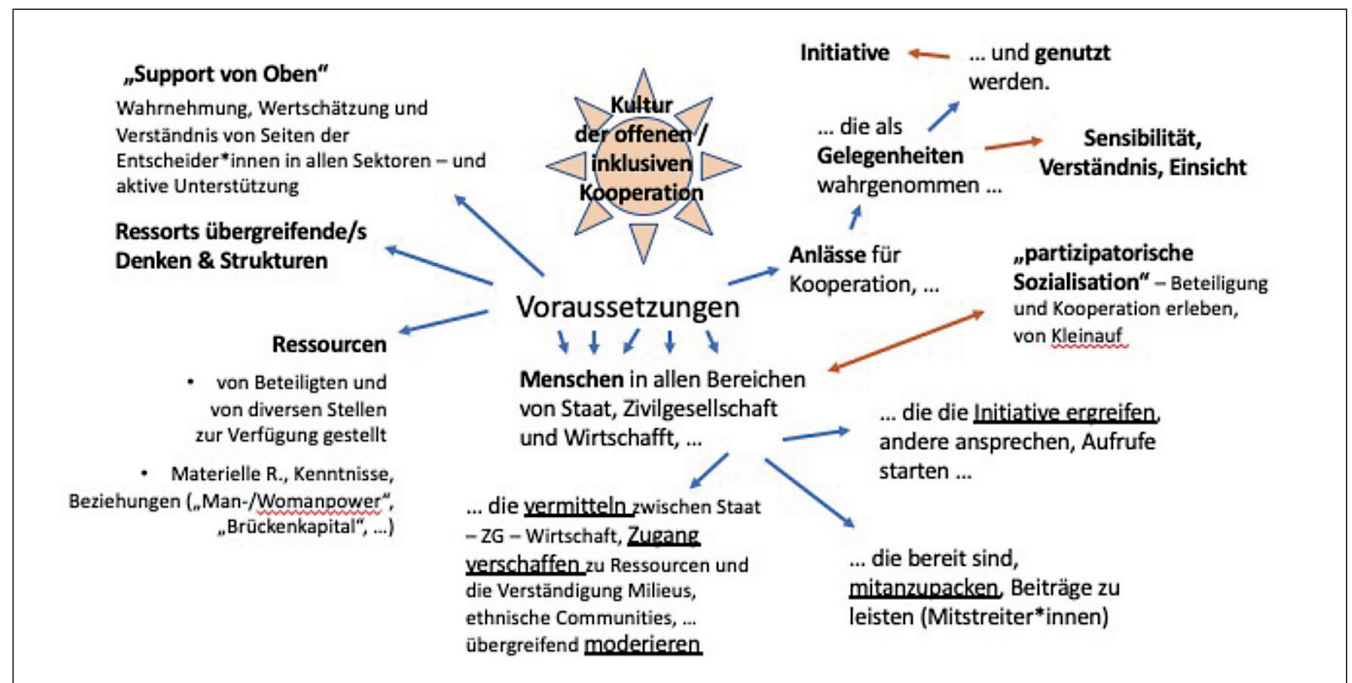 „Support von Oben“
Wahrnehmung, Wertschätzung und
Verständnis von Seiten der
Entscheider*innen in allen Sektoren – und
aktive Unterstützung
Ressorts übergreifende/s
Denken & Strukturen
Ressourcen
• von Beteiligten und
von diversen Stellen
zur Verfügung gestellt
• Materielle R., Kenntnisse,
Beziehungen („Man-/Womanpower“,
„Brückenkapital“, ...)
Kultur
der offenen /
inklusiven
Kooperation
Voraussetzungen
Initiative
... und genutzt
werden.
... die als
Gelegenheiten
wahrgenommen ...
Sensibilität,
Verständnis, Einsicht
Anlässe für
Kooperation, ...
„partizipatorische
Sozialisation“ – Beteiligung
und Kooperation erleben,
von Kleinauf
Menschen in allen Bereichen
von Staat, Zivilgesellschaft
und Wirtschafft, ...
... die die Initiative ergreifen,
andere ansprechen, Aufrufe
starten ...
... die vermitteln zwischen Staat
– ZG – Wirtschaft, Zugang
verschaffen zu Ressourcen und
die Verständigung Milieus,
ethnische Communities, ...
übergreifend moderieren
... die bereit sind,
mitanzupacken, Beiträge zu
leisten (Mitstreiter*innen)